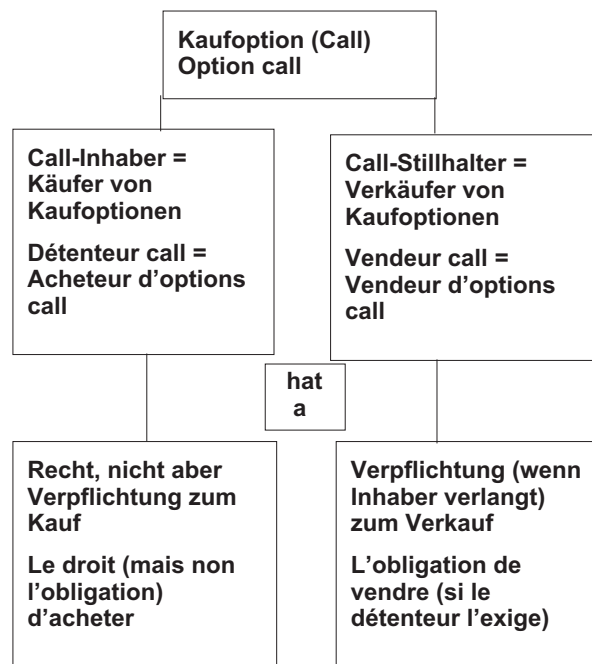 Kaufoption (Call)
Option call
Call-Inhaber =
Käufer von
Kaufoptionen
Détenteur call =
Acheteur d'options
call
Call-Stillhalter =
Verkäufer von
Kaufoptionen
Vendeur call =
Vendeur d'options
call
hat
a
Recht, nicht aber
Verpflichtung zum
Kauf
Le droit (mais non
l'obligation)
d'acheter
Verpflichtung (wenn
Inhaber verlangt)
zum Verkauf
L'obligation de
vendre (si le
détenteur l'exige)